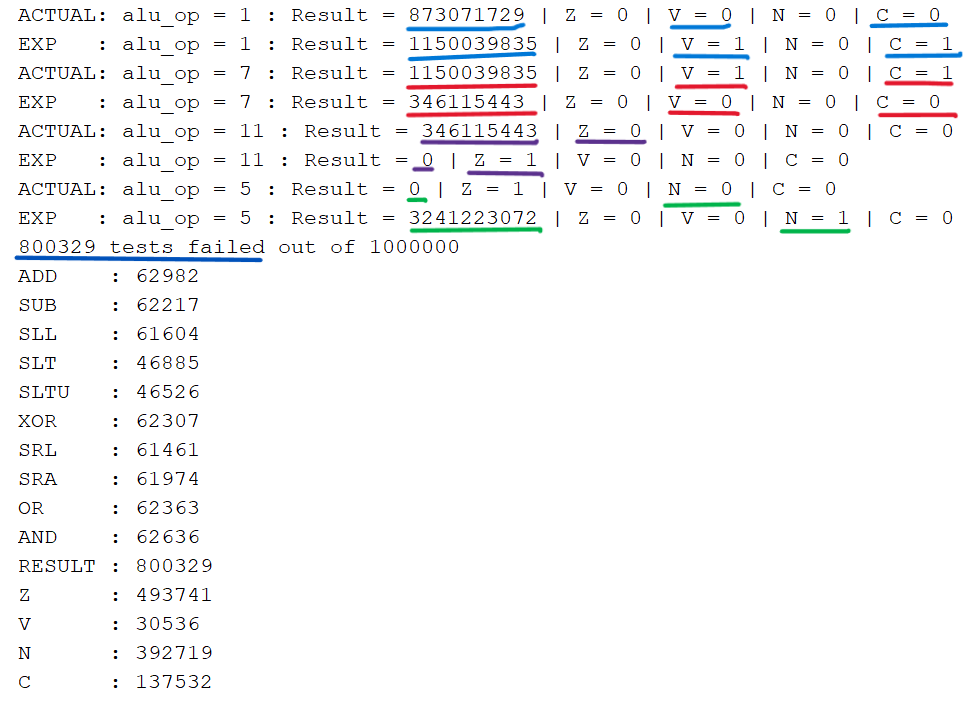 ACTUAL: alu_op = 1 : Result = 873071729 | Z = 0 | V = 0 | N = 0 | C = 0
EXP   : alu_op = 1 : Result = 1150039835 | Z = 0 | V = 1 | N = 0 | C = 1
ACTUAL: alu_op = 7 : Result = 1150039835 | Z = 0 | V = 1 | N = 0 | C = 1
EXP   : alu_op = 7 : Result = 346115443 | Z = 0 | V = 0 | N = 0 | C = 0
ACTUAL: alu_op = 11 : Result = 346115443 | Z = 0 | V = 0 | N = 0 | C = 0
EXP   : alu_op = 11 : Result = 0 | Z = 1 | V = 0 | N = 0 | C = 0
ACTUAL: alu_op = 5 : Result = 0 | Z = 1 | V = 0 | N = 0 | C = 0
EXP   : alu_op = 5 : Result = 3241223072 | Z = 0 | V = 0 | N = 1 | C = 0
800329 tests failed out of 1000000
ADD    : 62982
SUB    : 62217
SLL    : 61604
SLT    : 46885
SLTU   : 46526
XOR    : 62307
SRL    : 61461
SRA    : 61974
OR     : 62363
AND    : 62636
RESULT : 800329
Z      : 493741
V      : 30536
N      : 392719
C      : 137532